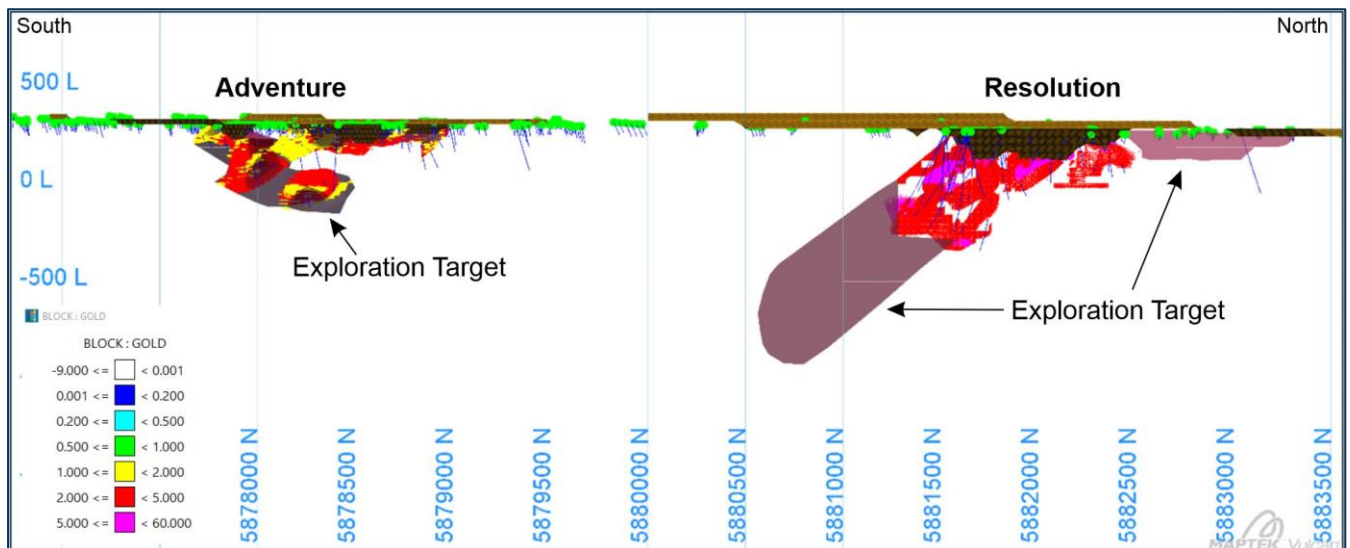 South
North
Adventure
Resolution
500 L
0 L
-500 L
Exploration Target
Exploration Target
BLOCK : GOLD
BLOCK : GOLD
-9.000 <= < 0.001
0.001 <= < 0.200
0.200 <= < 0.500
0.500 <= < 1.000
1.000 <= < 2.000
2.000 <= < 5.000
5.000 <= < 60.000
5878000 N
5878500 N
5879000 N
5879500 N
5880000 N
5880500 N
5881000 N
5881500 N
5882000 N
5882500 N
5883000 N
5883500 N
MAPTEK Vulcan